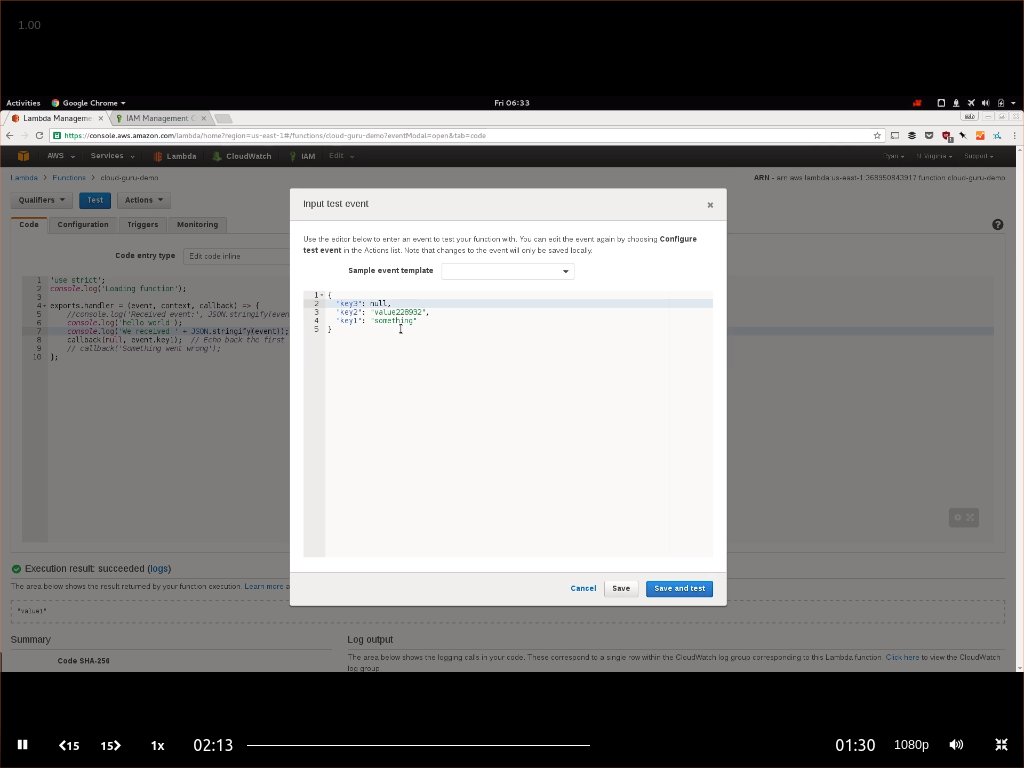 1.00
Activities Google Chrome Fri 06:33
Lambda Manageme IAM Management C
https://console.aws.amazon.com/lambda/home?region=us-east-1#/functions/cloud-guru-demo?eventModal=open&tab=code
AWS Services Lambda CloudWatch IAM Edit Ryan N. Virginia Support
Lambda > Functions > cloud-guru-demo
ARN - arn:aws:lambda:us-east-1:368950843917:function:cloud-guru-demo
Qualifiers Test Actions
Code Configuration Triggers Monitoring
Code entry type Edit code inline
1 'use strict';
2 console.log('Loading function');
3
4 exports.handler = (event, context, callback) => {
5 //console.log('Received event:', JSON.stringify(even
6 console.log('hello world');
7 console.log('We received ' + JSON.stringify(event));
8 callback(null, event.key1); // Echo back the first
9 // callback('Something went wrong');
10 };
Input test event
Use the editor below to enter an event to test your function with. You can edit the event again by choosing Configure
test event in the Actions list. Note that changes to the event will only be saved locally.
Sample event template
1 {
2 "key3": null,
3 "key2": "value228932",
4 "key1": "something"
5 }
Cancel Save Save and test
Execution result: succeeded (logs)
The area below shows the result returned by your function execution. Learn more a
"value1"
Summary
Code SHA-256
Log output
The area below shows the logging calls in your code. These correspond to a single row within the CloudWatch log group corresponding to this Lambda function. Click here to view the CloudWatch
log group.
15 15 1x 02:13 01:30 1080p